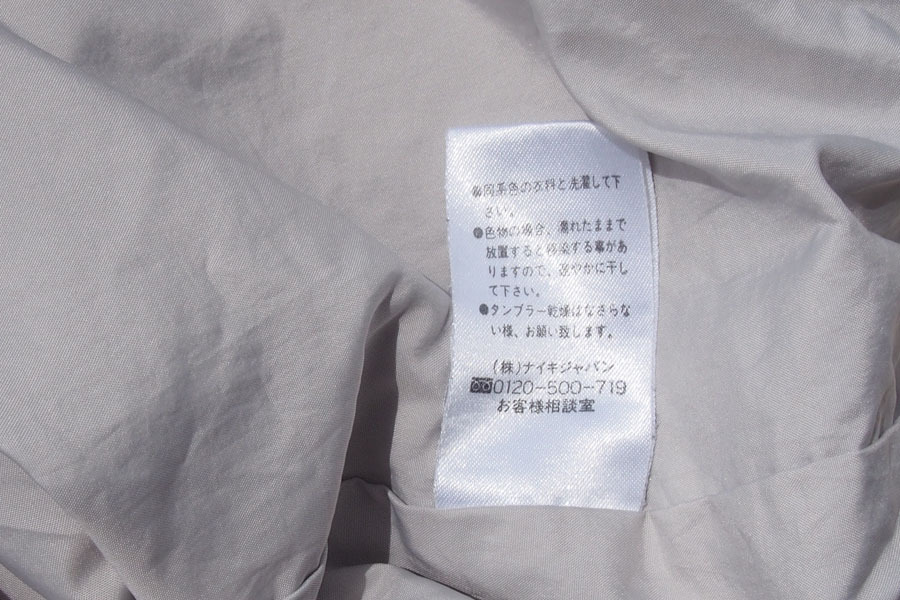 ●同系色の衣料と洗濯して下
さい。
●色物の場合、濡れたままで
放置すると移染する事があ
りますので、速やかに干し
て下さい。
●タンブラー乾燥はなさらな
い様、お願い致します。
(株)ナイキジャパン
0120-500-719
お客様相談室